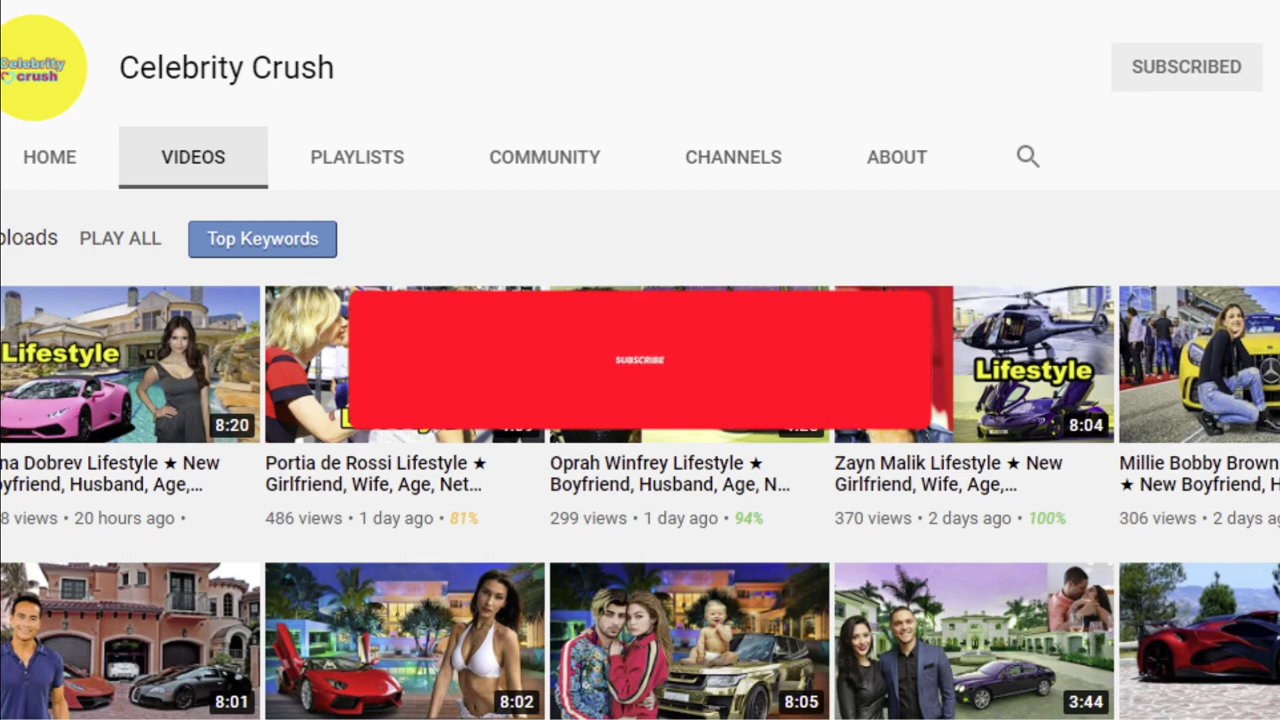 Celebrity
crush
Celebrity Crush
SUBSCRIBED
HOME
VIDEOS
PLAYLISTS
COMMUNITY
CHANNELS
ABOUT
ploads
PLAY ALL
Top Keywords
Lifestyle
8:20
SUBSCRIBE
Lifestyle
8:04
na Dobrev Lifestyle ★ New
oyfriend, Husband, Age,...
8 views • 20 hours ago •
Portia de Rossi Lifestyle ★
Girlfriend, Wife, Age, Net...
486 views • 1 day ago • 81%
Oprah Winfrey Lifestyle ★
Boyfriend, Husband, Age, N...
299 views • 1 day ago • 94%
Zayn Malik Lifestyle ★ New
Girlfriend, Wife, Age,...
370 views • 2 days ago • 100%
Millie Bobby Brown
★ New Boyfriend, H
306 views • 2 days ag
8:01
8:02
8:05
3:44